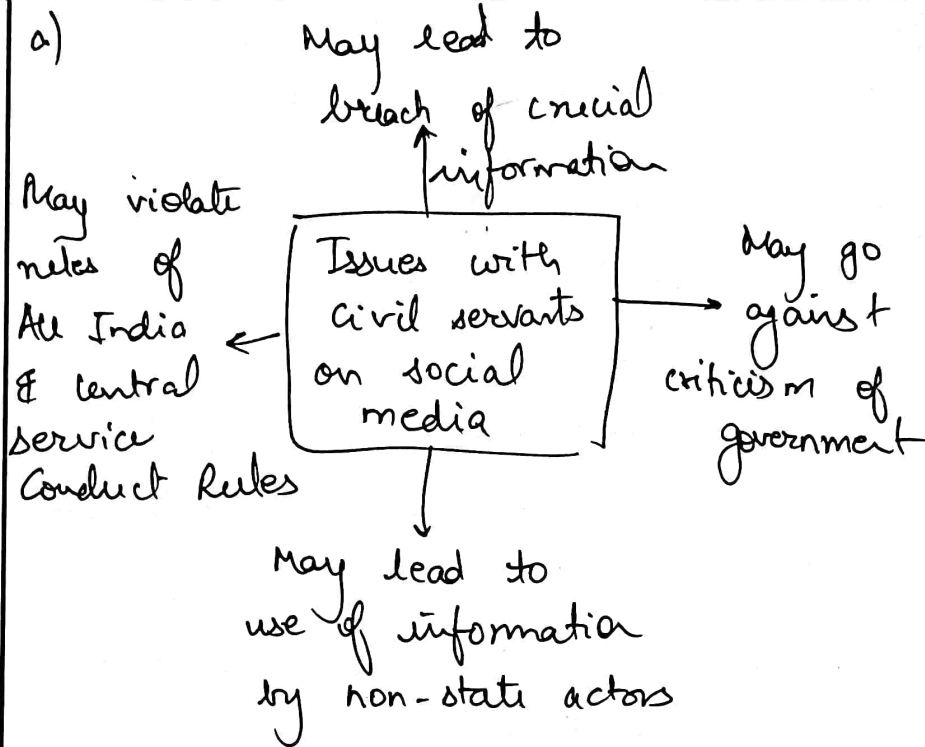 a)
May lead to
breach of crucial
information
May violate
rules of
All India
& Central
service
Conduct Rules
Issues with
civil servants
on social
media
May go
against
criticism of
government
May lead to
use of information
by non-state actors